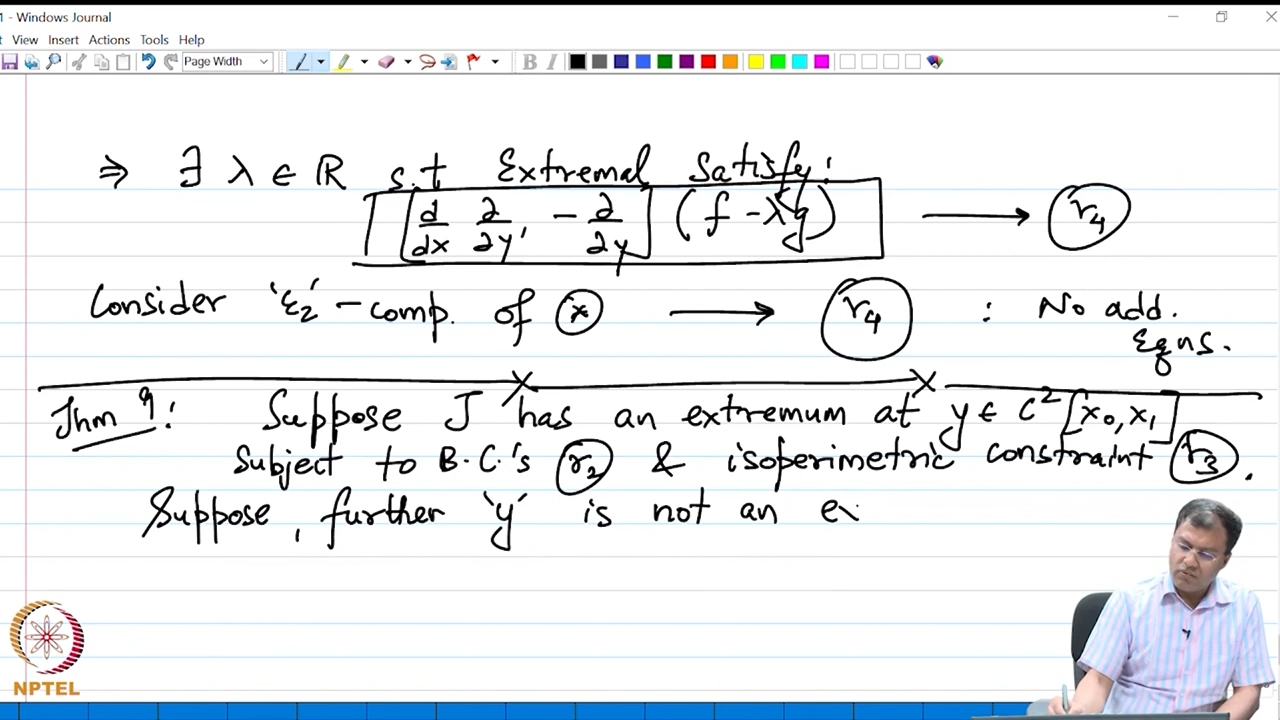 1 - Windows Journal
View Insert Actions Tools Help
Page Width
B I
⇒ ∃ λ ∈ ℝ s.t Extremal Satisfy:
[d/dx ∂/∂y' - ∂/∂y] (f - λg) → r4
Consider 'ε2' - comp. of * → r4 : No add.
Eqns.
Thm 9: Suppose J has an extremum at y ∈ C² [x0, x1]
Subject to B.C.'s r2 & isoperimetric constraint r3.
Suppose, further 'y' is not an ex
NPTEL